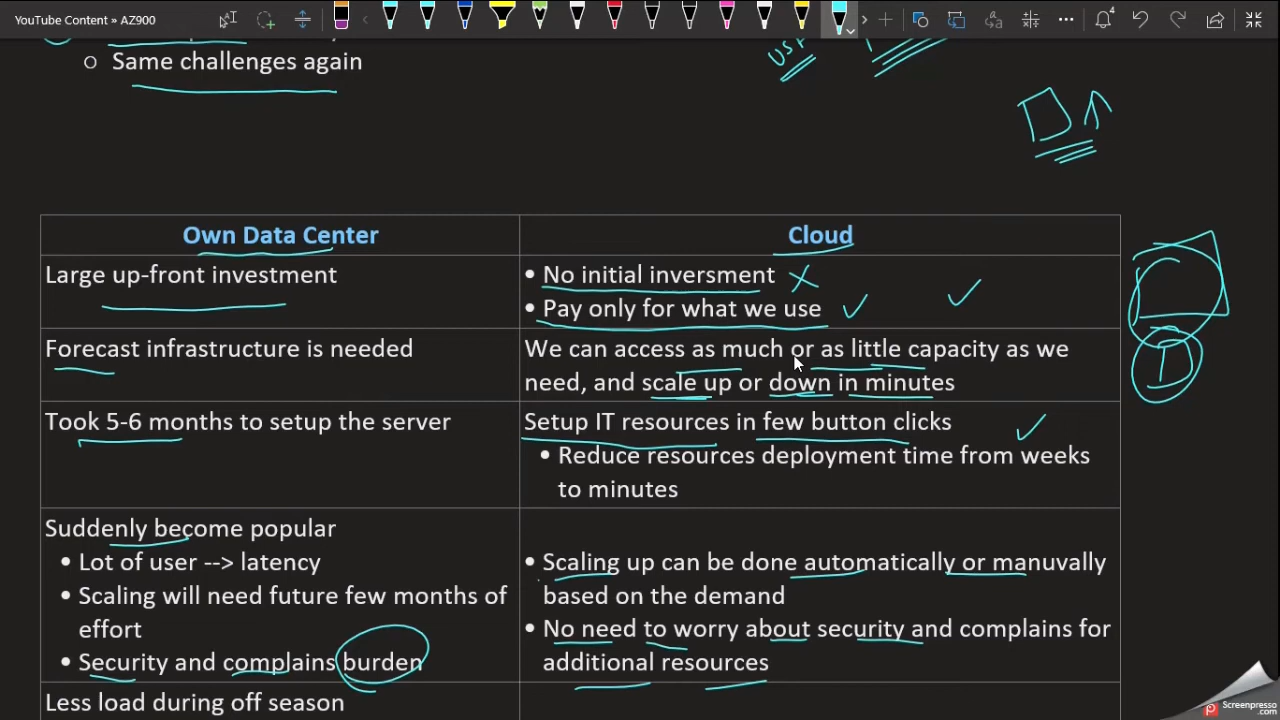 YouTube Content » AZ900
Same challenges again
USA
Own Data Center
Cloud
Large up-front investment
No initial inversment
Pay only for what we use
Forecast infrastructure is needed
We can access as much or as little capacity as we
need, and scale up or down in minutes
Took 5-6 months to setup the server
Setup IT resources in few button clicks
Reduce resources deployment time from weeks
to minutes
Suddenly become popular
Lot of user --> latency
Scaling will need future few months of
effort
Security and complains burden
Scaling up can be done automatically or manuvally
based on the demand
No need to worry about security and complains for
additional resources
Less load during off season
Screenpresso
.com